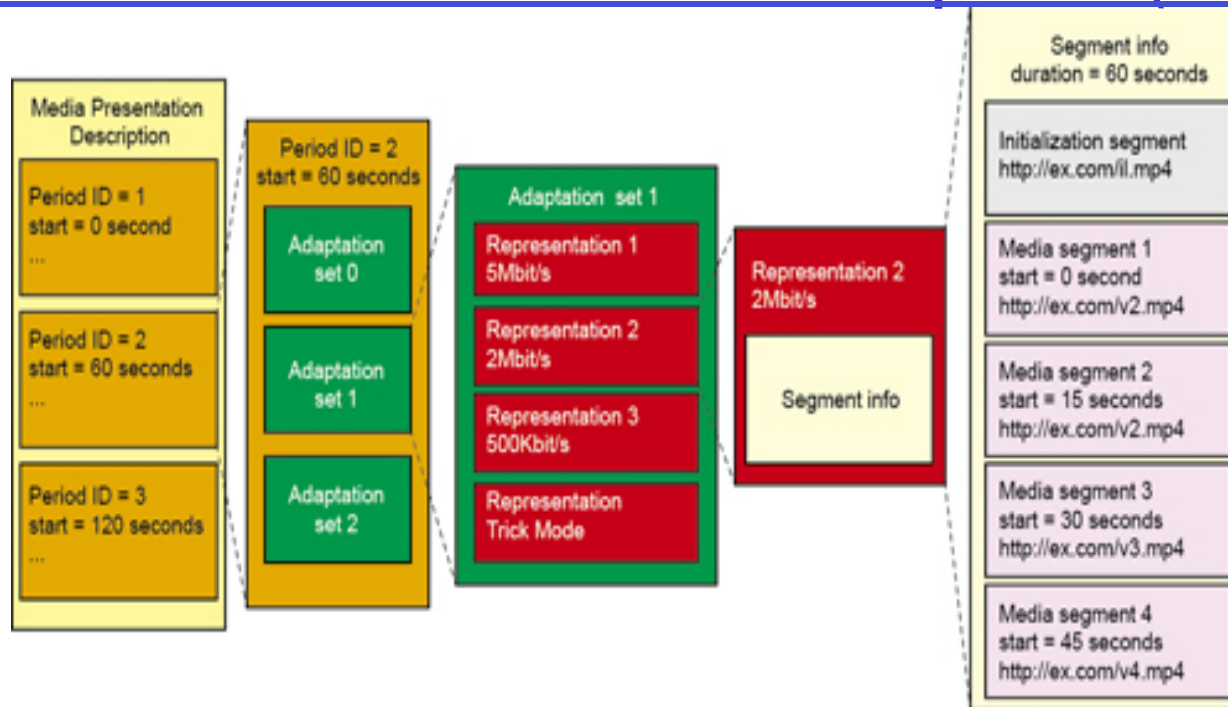 Media Presentation
Description
Period ID = 1
start = 0 second
...
Period ID = 2
start = 60 seconds
...
Period ID = 3
start = 120 seconds
...
Period ID = 2
start = 60 seconds
Adaptation
set 0
Adaptation
set 1
Adaptation
set 2
Adaptation set 1
Representation 1
5Mbit/s
Representation 2
2Mbit/s
Representation 3
500Kbit/s
Representation
Trick Mode
Representation 2
2Mbit/s
Segment info
Segment info
duration = 60 seconds
Initialization segment
http://ex.com/il.mp4
Media segment 1
start = 0 second
http://ex.com/v2.mp4
Media segment 2
start = 15 seconds
http://ex.com/v2.mp4
Media segment 3
start = 30 seconds
http://ex.com/v3.mp4
Media segment 4
start = 45 seconds
http://ex.com/v4.mp4